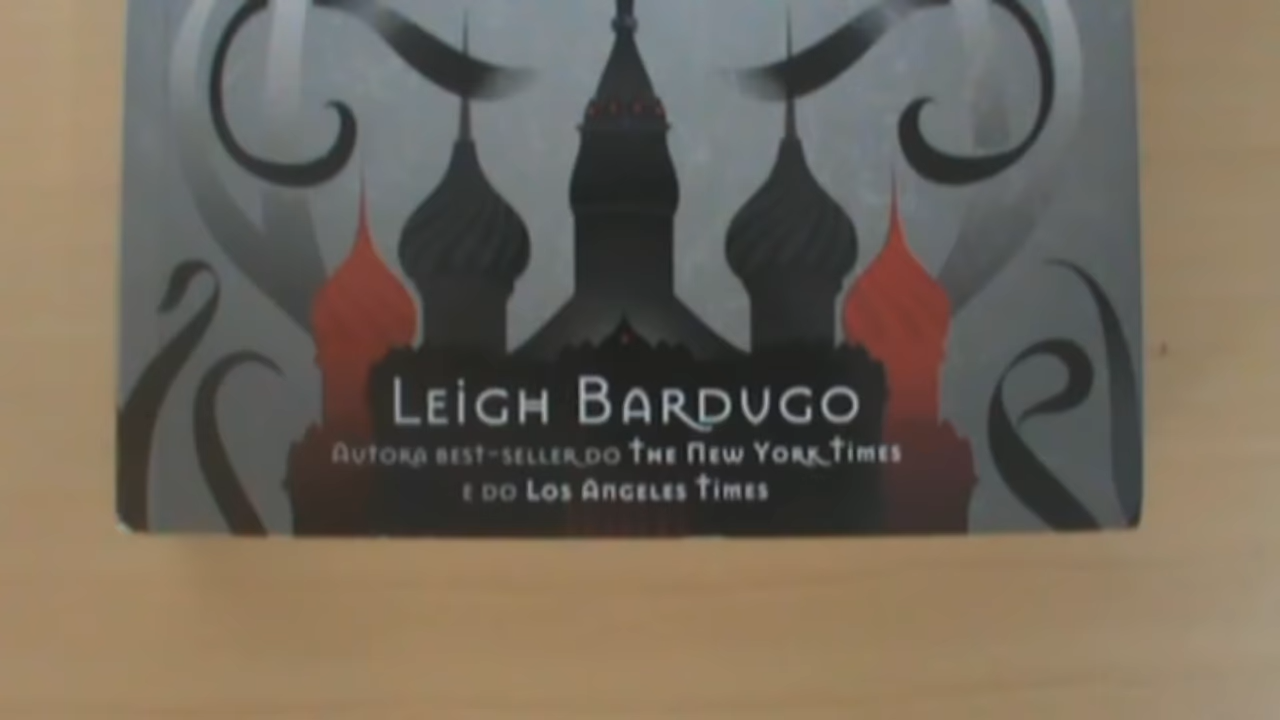 LEIGH BARDUGO
AUTORA BEST-SELLER DO THE NEW YORK TIMES
E DO LOS ANGELES TIMES